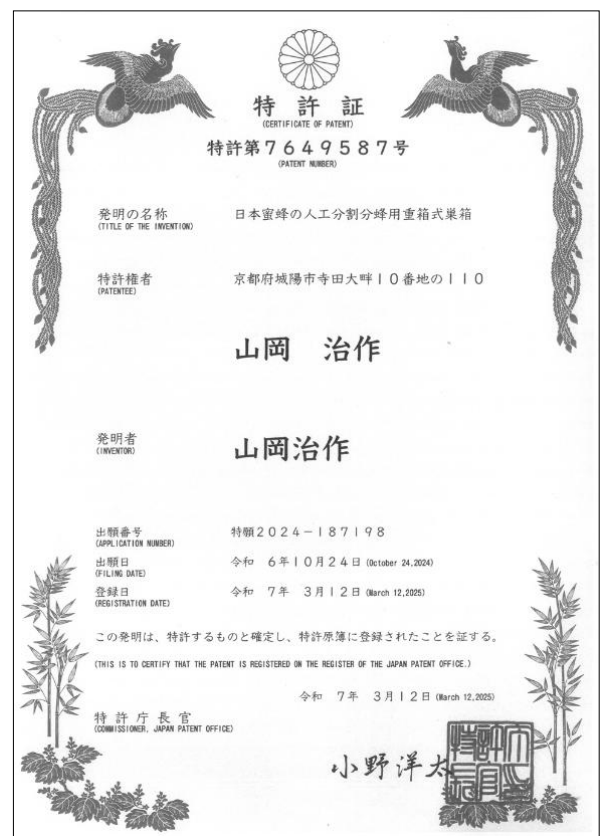 特許証
(CERTIFICATE OF PATENT)
特許第7649587号
(PATENT NUMBER)
発明の名称 日本蜜蜂の人工分割分蜂用重箱式巣箱
(TITLE OF THE INVENTION)
特許権者 京都府城陽市寺田大畔10番地の110
(PATENTEE)
山岡 治作
発明者
(INVENTOR)
山岡治作
出願番号 特願2024-187198
(APPLICATION NUMBER)
出願日 令和 6年10月24日 (October 24,2024)
(FILING DATE)
登録日 令和 7年 3月12日 (March 12,2025)
(REGISTRATION DATE)
この発明は、特許するものと確定し、特許原簿に登録されたことを証する。
(THIS IS TO CERTIFY THAT THE PATENT IS REGISTERED ON THE REGISTER OF THE JAPAN PATENT OFFICE.)
令和 7年 3月12日 (March 12,2025)
特許庁長官
(COMMISSIONER, JAPAN PATENT OFFICE)
小野洋太